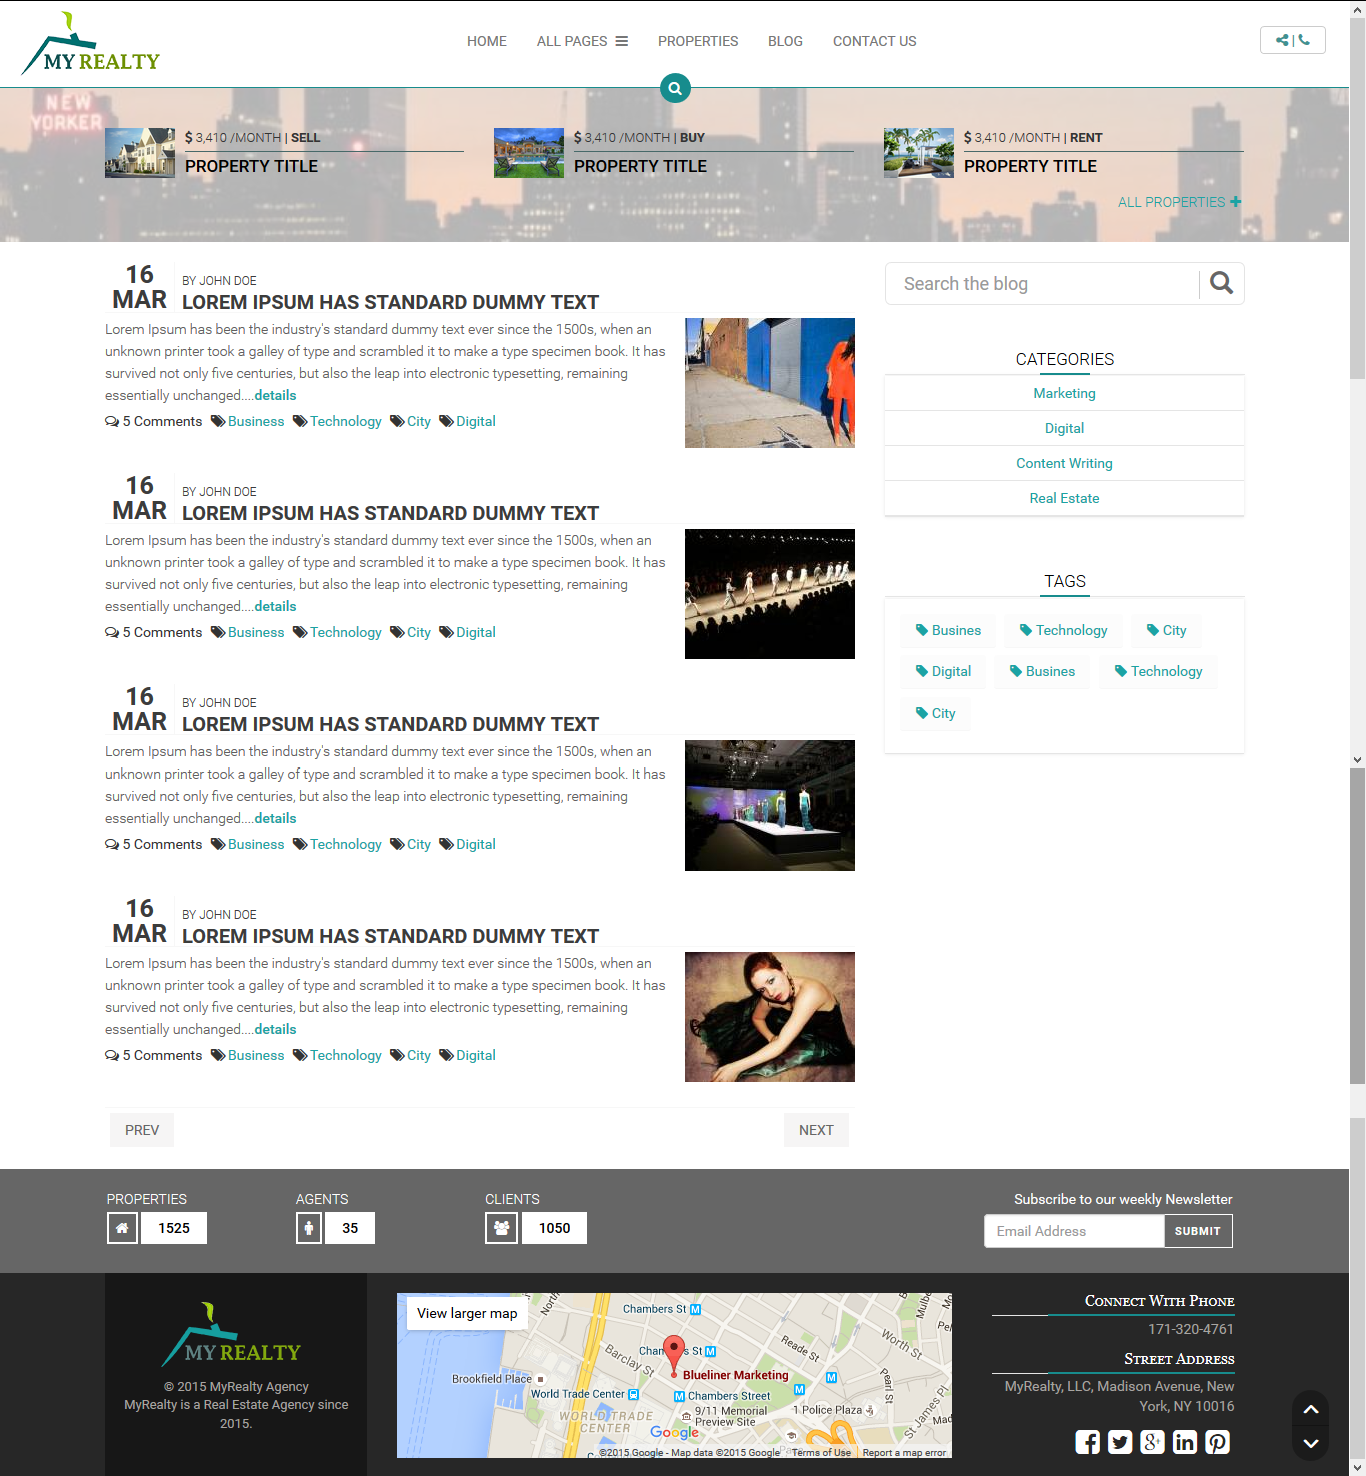 MY REALTY
HOME ALL PAGES PROPERTIES BLOG CONTACT US
|
NEW
YORKER
$ 3,410 /MONTH | SELL
PROPERTY TITLE
$ 3,410 /MONTH | BUY
PROPERTY TITLE
$ 3,410 /MONTH | RENT
PROPERTY TITLE
ALL PROPERTIES
16
MAR
BY JOHN DOE
LOREM IPSUM HAS STANDARD DUMMY TEXT
Lorem Ipsum has been the industry's standard dummy text ever since the 1500s, when an
unknown printer took a galley of type and scrambled it to make a type specimen book. It has
survived not only five centuries, but also the leap into electronic typesetting, remaining
essentially unchanged....details
5 Comments Business Technology City Digital
16
MAR
BY JOHN DOE
LOREM IPSUM HAS STANDARD DUMMY TEXT
Lorem Ipsum has been the industry's standard dummy text ever since the 1500s, when an
unknown printer took a galley of type and scrambled it to make a type specimen book. It has
survived not only five centuries, but also the leap into electronic typesetting, remaining
essentially unchanged....details
5 Comments Business Technology City Digital
16
MAR
BY JOHN DOE
LOREM IPSUM HAS STANDARD DUMMY TEXT
Lorem Ipsum has been the industry's standard dummy text ever since the 1500s, when an
unknown printer took a galley of type and scrambled it to make a type specimen book. It has
survived not only five centuries, but also the leap into electronic typesetting, remaining
essentially unchanged....details
5 Comments Business Technology City Digital
16
MAR
BY JOHN DOE
LOREM IPSUM HAS STANDARD DUMMY TEXT
Lorem Ipsum has been the industry's standard dummy text ever since the 1500s, when an
unknown printer took a galley of type and scrambled it to make a type specimen book. It has
survived not only five centuries, but also the leap into electronic typesetting, remaining
essentially unchanged....details
5 Comments Business Technology City Digital
PREV NEXT
Search the blog
CATEGORIES
Marketing
Digital
Content Writing
Real Estate
TAGS
Busines Technology City
Digital Busines Technology
City
PROPERTIES
1525
AGENTS
35
CLIENTS
1050
Subscribe to our weekly Newsletter
Email Address SUBMIT
MY REALTY
© 2015 MyRealty Agency
MyRealty is a Real Estate Agency since
2015.
View larger map
Chambers St M
North
Mulbe
Pel
Worth St
Reade St
Chambers St M
Barclay St
Blueliner Marketing
Brookfield Place
World Trade Center
M Chambers Street
M
M
WORLD TRADE
CENTER
9/11 Memorial
Preview Site
1 Police Plaza
St James Pl
Google
©2015 Google - Map data ©2015 Google Terms of Use Report a map error
CONNECT WITH PHONE
171-320-4761
STREET ADDRESS
MyRealty, LLC, Madison Avenue, New
York, NY 10016